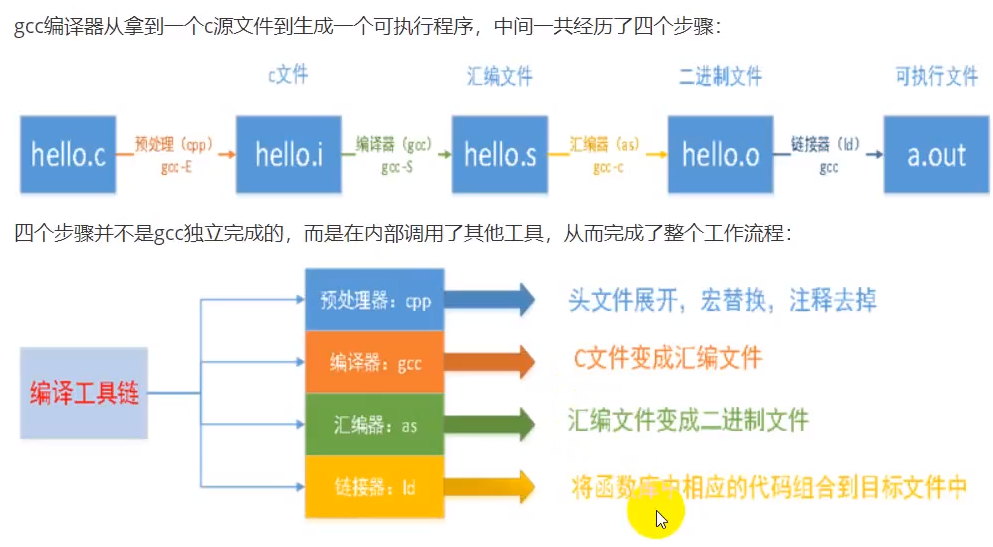 gcc编译器从拿到一个c源文件到生成一个可执行程序，中间一共经历了四个步骤：
c文件 汇编文件 二进制文件 可执行文件
hello.c 预处理（cpp） hello.i 编译器（gcc） hello.s 汇编器（as） hello.o 链接器（ld） a.out
gcc-E gcc-S gcc-c gcc
四个步骤并不是gcc独立完成的，而是在内部调用了其他工具，从而完成了整个工作流程：
编译工具链
预处理器：cpp 头文件展开，宏替换，注释去掉
编译器：gcc C文件变成汇编文件
汇编器：as 汇编文件变成二进制文件
链接器：ld 将函数库中相应的代码组合到目标文件中